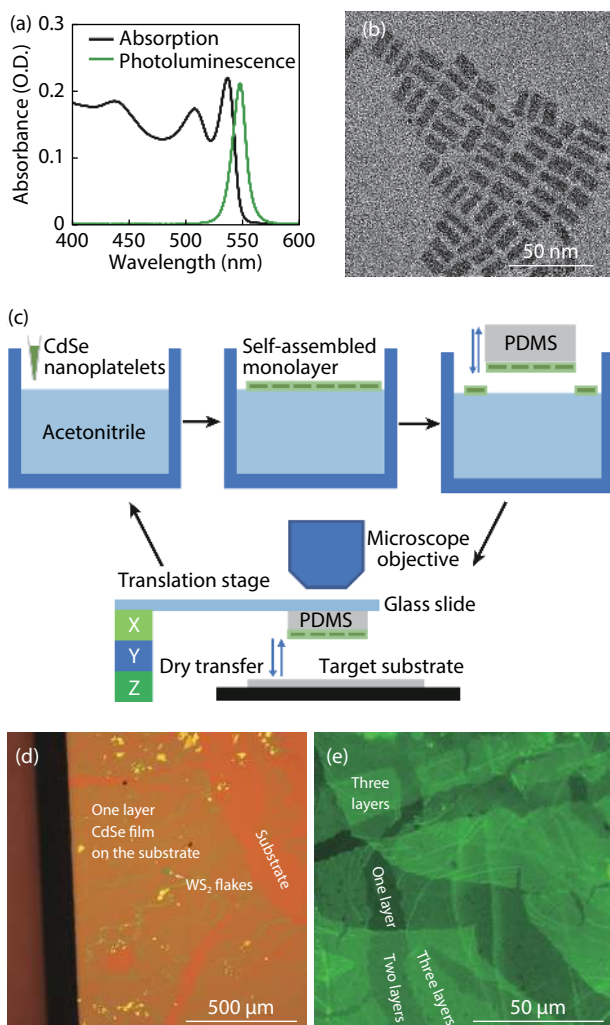 (a)
0.3
0.2
0.1
0
Absorbance (O.D.)
Absorption
Photoluminescence
400
450
500
550
600
Wavelength (nm)
(b)
50 nm
(c)
CdSe
nanoplatelets
Acetonitrile
Self-assembled
monolayer
PDMS
Microscope
objective
Translation stage
Glass slide
PDMS
X
Y
Z
Dry transfer
Target substrate
(d)
One layer
CdSe film
on the substrate
Substrate
WS₂ flakes
500 µm
(e)
Three
layers
One layer
Two layers
Three layers
50 µm